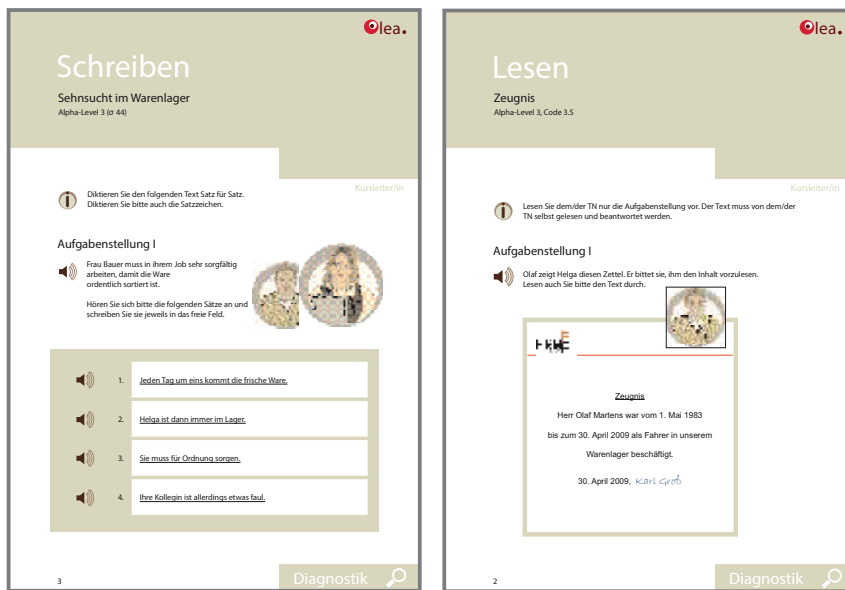 lea.
Schreiben
Sehnsucht im Warenlager
Alpha-Level 3 (σ 44)
Kursleiter/in
Diktieren Sie den folgenden Text Satz für Satz.
Diktieren Sie bitte auch die Satzzeichen.
Aufgabenstellung I
Frau Bauer muss in ihrem Job sehr sorgfältig
arbeiten, damit die Ware
ordentlich sortiert ist.
Hören Sie sich bitte die folgenden Sätze an und
schreiben Sie sie jeweils in das freie Feld.
1. Jeden Tag um eins kommt die frische Ware.
2. Helga ist dann immer im Lager.
3. Sie muss für Ordnung sorgen.
4. Ihre Kollegin ist allerdings etwas faul.
3
Diagnostik
lea.
Lesen
Zeugnis
Alpha-Level 3, Code 3.5
Kursleiter/in
Lesen Sie dem/der TN nur die Aufgabenstellung vor. Der Text muss von dem/der
TN selbst gelesen und beantwortet werden.
Aufgabenstellung I
Olaf zeigt Helga diesen Zettel. Er bittet sie, ihm den Inhalt vorzulesen.
Lesen auch Sie bitte den Text durch.
Zeugnis
Herr Olaf Martens war vom 1. Mai 1983
bis zum 30. April 2009 als Fahrer in unserem
Warenlager beschäftigt.
30. April 2009, Karl Groß
2
Diagnostik